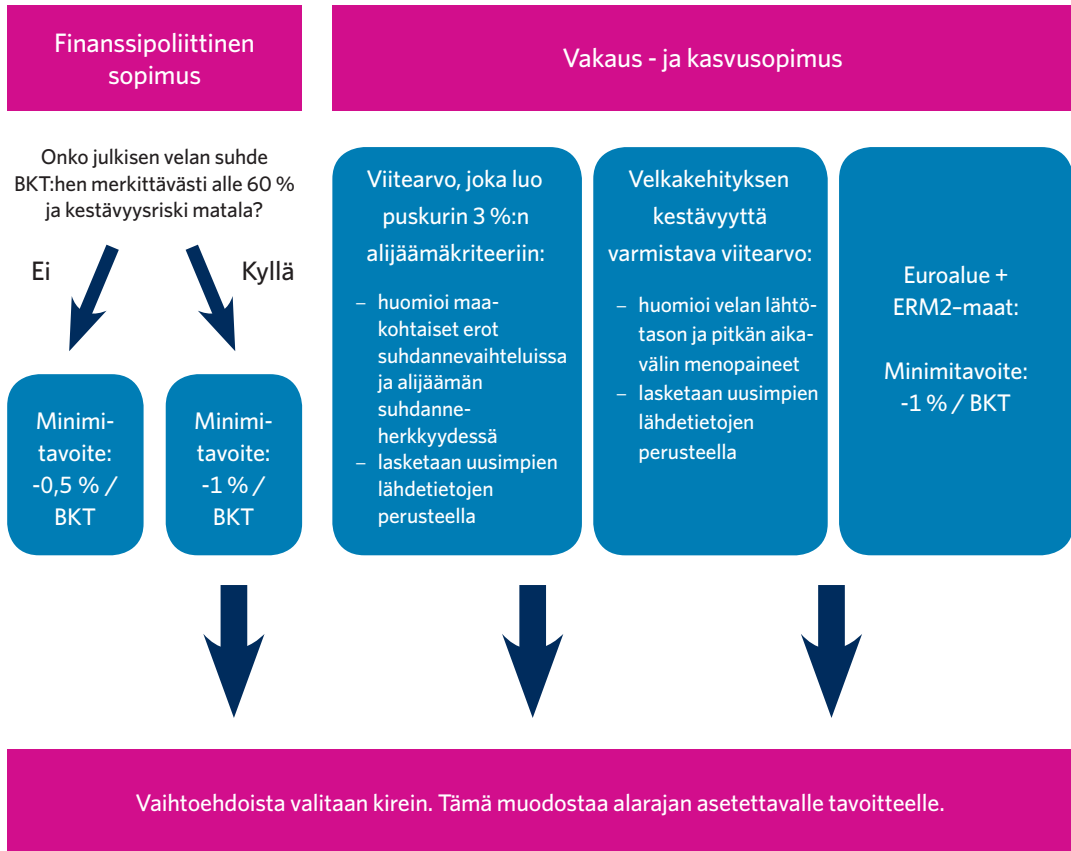 Finanssipoliittinen
sopimus
Vakaus - ja kasvusopimus
Onko julkisen velan suhde
BKT:hen merkittävästi alle 60 %
ja kestävyysriski matala?
Ei
Kyllä
Minimi-
tavoite:
-0,5 % /
BKT
Minimi-
tavoite:
-1 % /
BKT
Viitearvo, joka luo
puskurin 3 %:n
alijäämäkriteeriin:
– huomioi maa-
kohtaiset erot
suhdannevaihteluissa
ja alijäämän
suhdanne-
herkkyydessä
– lasketaan uusimpien
lähdetietojen
perusteella
Velkakehityksen
kestävyyttä
varmistava viitearvo:
– huomioi velan lähtö-
tason ja pitkän aika-
välin menopaineet
– lasketaan uusimpien
lähdetietojen
perusteella
Euroalue +
ERM2–maat:
Minimitavoite:
-1 % / BKT
Vaihtoehdoista valitaan kirein. Tämä muodostaa alarajan asetettavalle tavoitteelle.